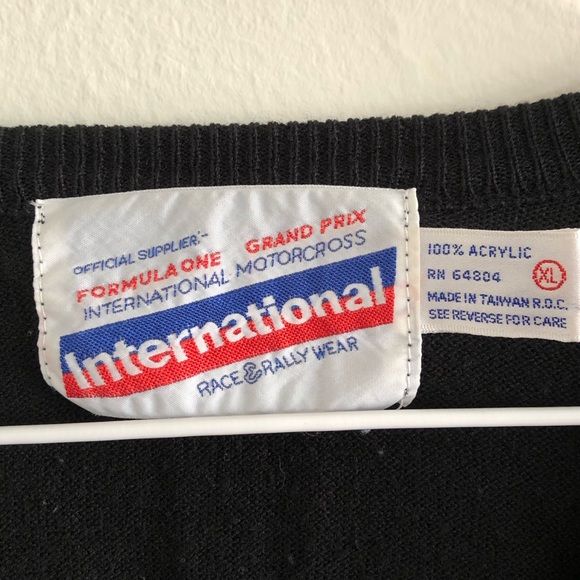 OFFICIAL SUPPLIER:-
FORMULA ONE GRAND PRIX
INTERNATIONAL MOTORCROSS
International
RACE & RALLY WEAR
100% ACRYLIC
RN 64804 XL
MADE IN TAIWAN R.O.C.
SEE REVERSE FOR CARE